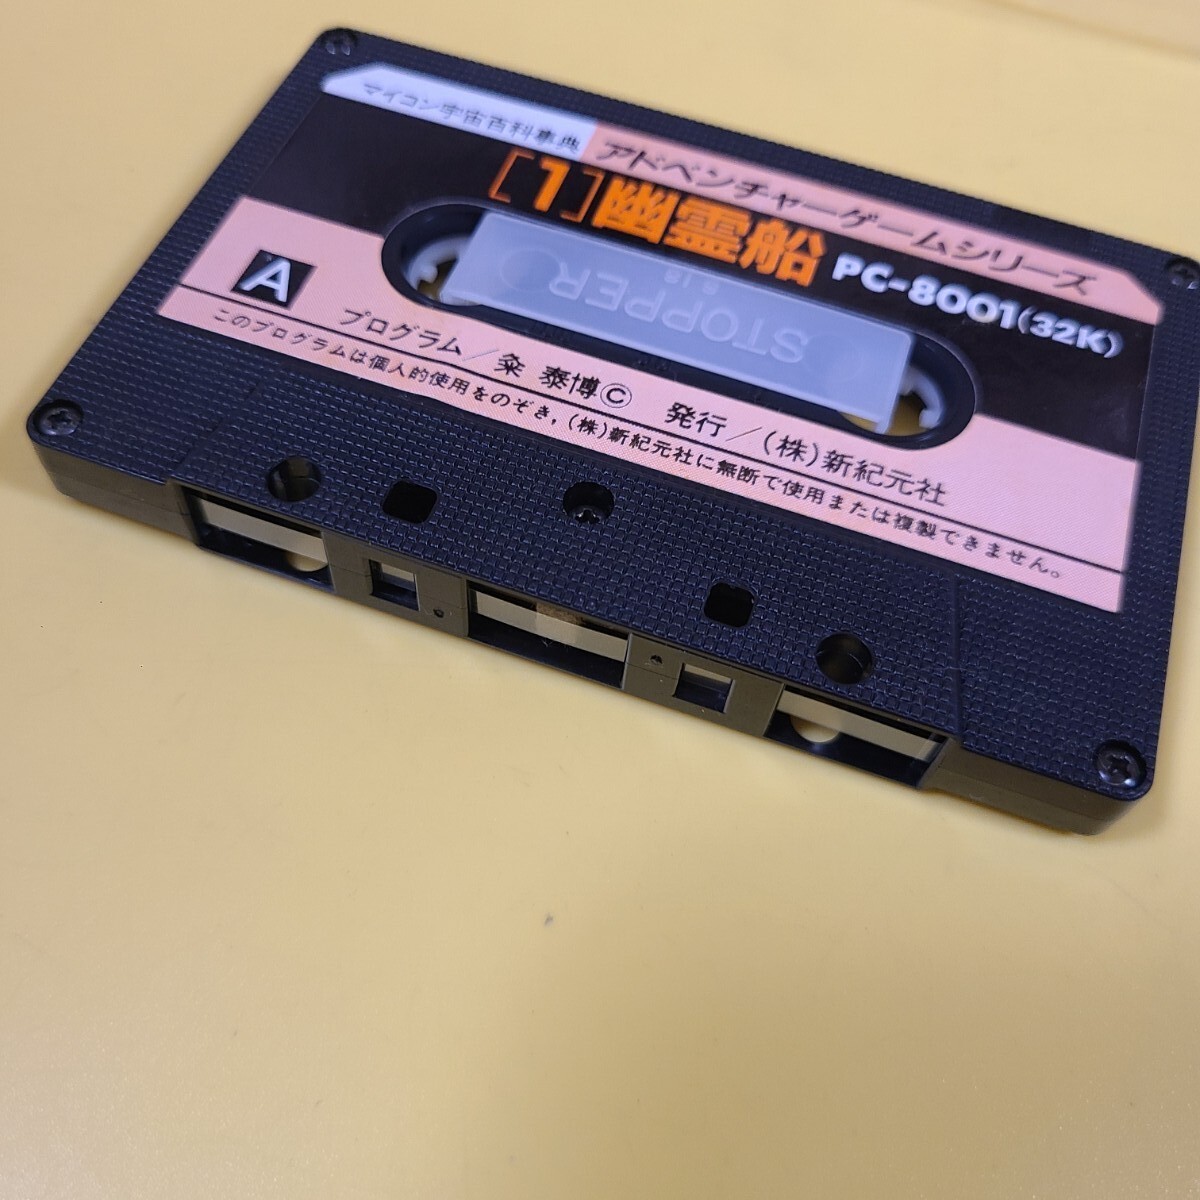 マイコン宇宙百科事典
アドベンチャーゲームシリーズ
[1]幽霊船 PC-8001(32K)
STOPPER
A
プログラム/粂 泰博© 発行/(株)新紀元社
このプログラムは個人的使用をのぞき,(株)新紀元社に無断で使用または複製できません。